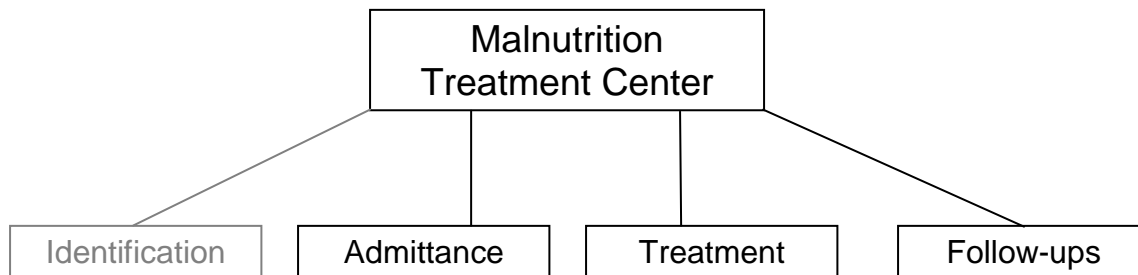 Malnutrition
Treatment Center
Identification
Admittance
Treatment
Follow-ups